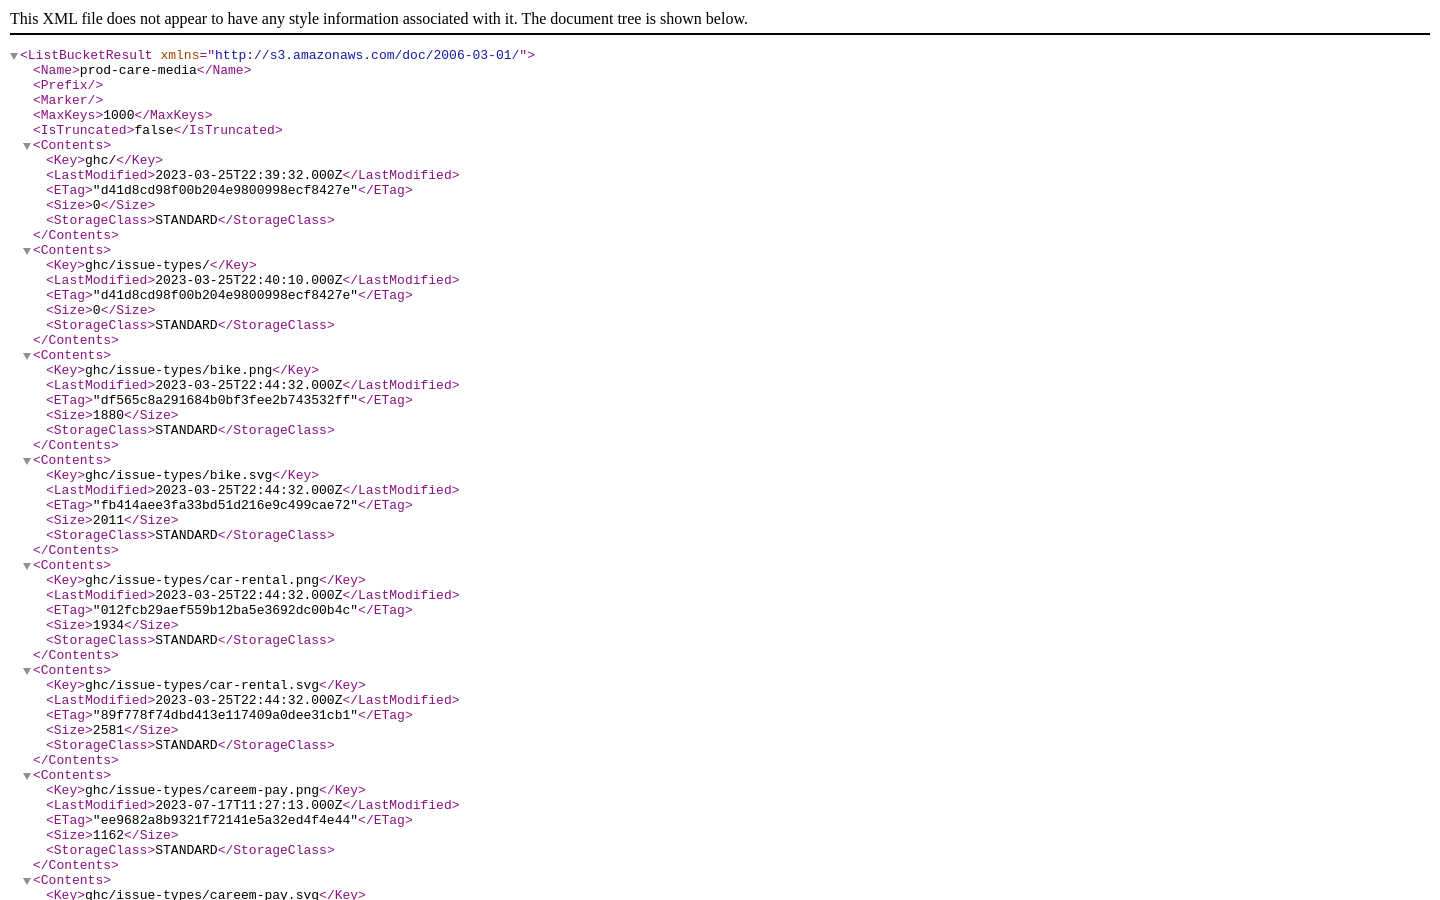 This XML file does not appear to have any style information associated with it. The document tree is shown below.
<ListBucketResult xmlns="http://s3.amazonaws.com/doc/2006-03-01/">
<Name>prod-care-media</Name>
<Prefix/>
<Marker/>
<MaxKeys>1000</MaxKeys>
<IsTruncated>false</IsTruncated>
<Contents>
<Key>ghc/</Key>
<LastModified>2023-03-25T22:39:32.000Z</LastModified>
<ETag>"d41d8cd98f00b204e9800998ecf8427e"</ETag>
<Size>0</Size>
<StorageClass>STANDARD</StorageClass>
</Contents>
<Contents>
<Key>ghc/issue-types/</Key>
<LastModified>2023-03-25T22:40:10.000Z</LastModified>
<ETag>"d41d8cd98f00b204e9800998ecf8427e"</ETag>
<Size>0</Size>
<StorageClass>STANDARD</StorageClass>
</Contents>
<Contents>
<Key>ghc/issue-types/bike.png</Key>
<LastModified>2023-03-25T22:44:32.000Z</LastModified>
<ETag>"df565c8a291684b0bf3fee2b743532ff"</ETag>
<Size>1880</Size>
<StorageClass>STANDARD</StorageClass>
</Contents>
<Contents>
<Key>ghc/issue-types/bike.svg</Key>
<LastModified>2023-03-25T22:44:32.000Z</LastModified>
<ETag>"fb414aee3fa33bd51d216e9c499cae72"</ETag>
<Size>2011</Size>
<StorageClass>STANDARD</StorageClass>
</Contents>
<Contents>
<Key>ghc/issue-types/car-rental.png</Key>
<LastModified>2023-03-25T22:44:32.000Z</LastModified>
<ETag>"012fcb29aef559b12ba5e3692dc00b4c"</ETag>
<Size>1934</Size>
<StorageClass>STANDARD</StorageClass>
</Contents>
<Contents>
<Key>ghc/issue-types/car-rental.svg</Key>
<LastModified>2023-03-25T22:44:32.000Z</LastModified>
<ETag>"89f778f74dbd413e117409a0dee31cb1"</ETag>
<Size>2581</Size>
<StorageClass>STANDARD</StorageClass>
</Contents>
<Contents>
<Key>ghc/issue-types/careem-pay.png</Key>
<LastModified>2023-07-17T11:27:13.000Z</LastModified>
<ETag>"ee9682a8b9321f72141e5a32ed4f4e44"</ETag>
<Size>1162</Size>
<StorageClass>STANDARD</StorageClass>
</Contents>
<Contents>
<Key>ghc/issue-types/careem-pay.svg</Key>